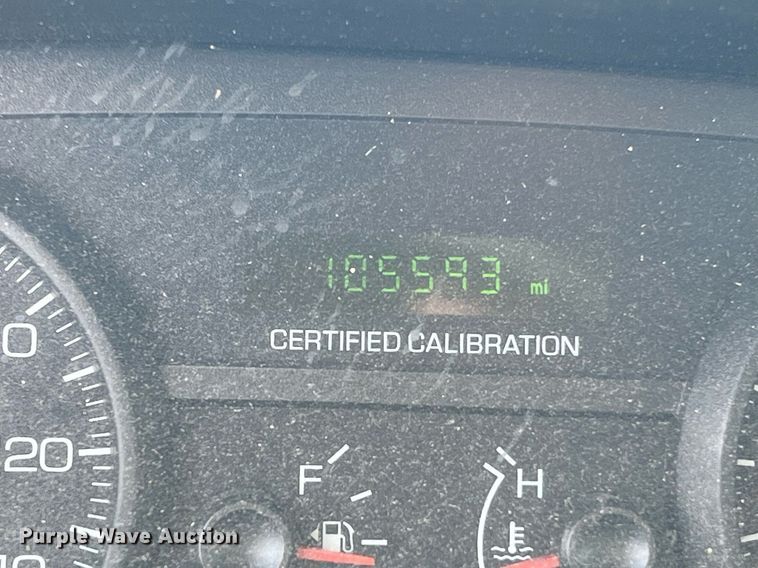 105593 mi
CERTIFIED CALIBRATION
0
20
F
H
Purple Wave Auction